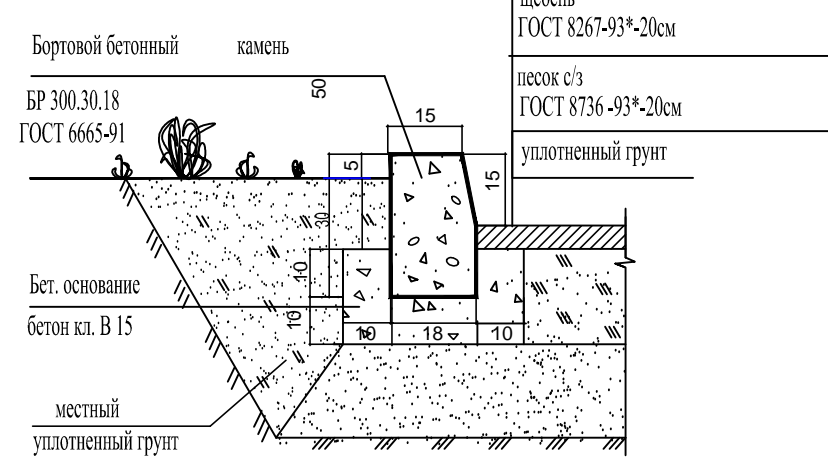 щебень
ГОСТ 8267-93*-20см
Бортовой бетонный камень
песок с/з
БР 300.30.18
ГОСТ 8736 -93*-20см
ГОСТ 6665-91
уплотненный грунт
50
15
5
15
30
10
Бет. основание
10
бетон кл. В 15
10
18
10
местный
уплотненный грунт